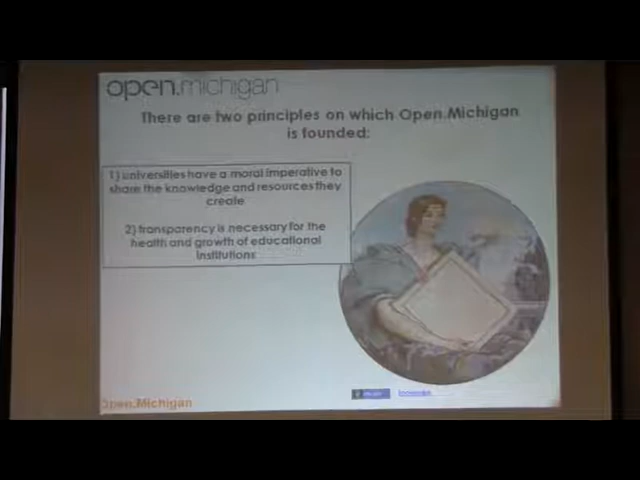 open.michigan
There are two principles on which Open.Michigan
is founded:
1) universities have a moral imperative to
share the knowledge and resources they
create
2) transparency is necessary for the
health and growth of educational
institutions
Open.Michigan